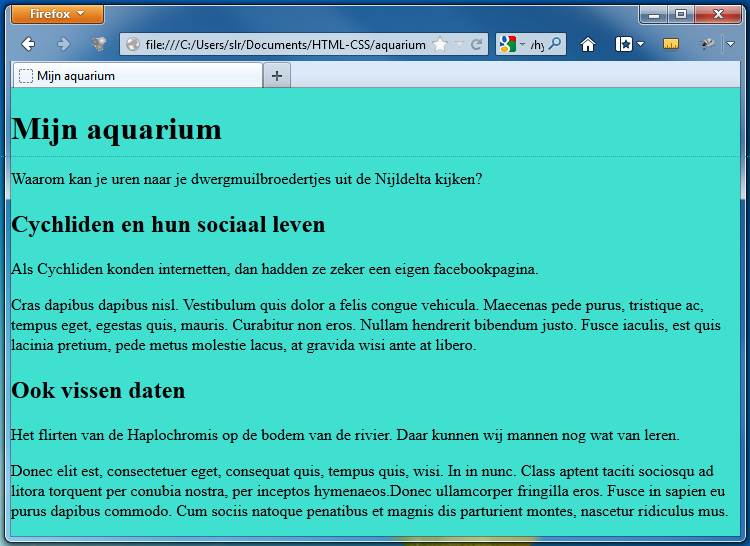 Firefox
file:///C:/Users/slr/Documents/HTML-CSS/aquarium
Mijn aquarium
Mijn aquarium
Waarom kan je uren naar je dwergmuilbroedertjes uit de Nijldelta kijken?
Cychliden en hun sociaal leven
Als Cychliden konden internetten, dan hadden ze zeker een eigen facebookpagina.
Cras dapibus dapibus nisl. Vestibulum quis dolor a felis congue vehicula. Maecenas pede purus, tristique ac,
tempus eget, egestas quis, mauris. Curabitur non eros. Nullam hendrerit bibendum justo. Fusce iaculis, est quis
lacinia pretium, pede metus molestie lacus, at gravida wisi ante at libero.
Ook vissen daten
Het flirten van de Haplochromis op de bodem van de rivier. Daar kunnen wij mannen nog wat van leren.
Donec elit est, consectetuer eget, consequat quis, tempus quis, wisi. In in nunc. Class aptent taciti sociosqu ad
litora torquent per conubia nostra, per inceptos hymenaeos.Donec ullamcorper fringilla eros. Fusce in sapien eu
purus dapibus commodo. Cum sociis natoque penatibus et magnis dis parturient montes, nascetur ridiculus mus.